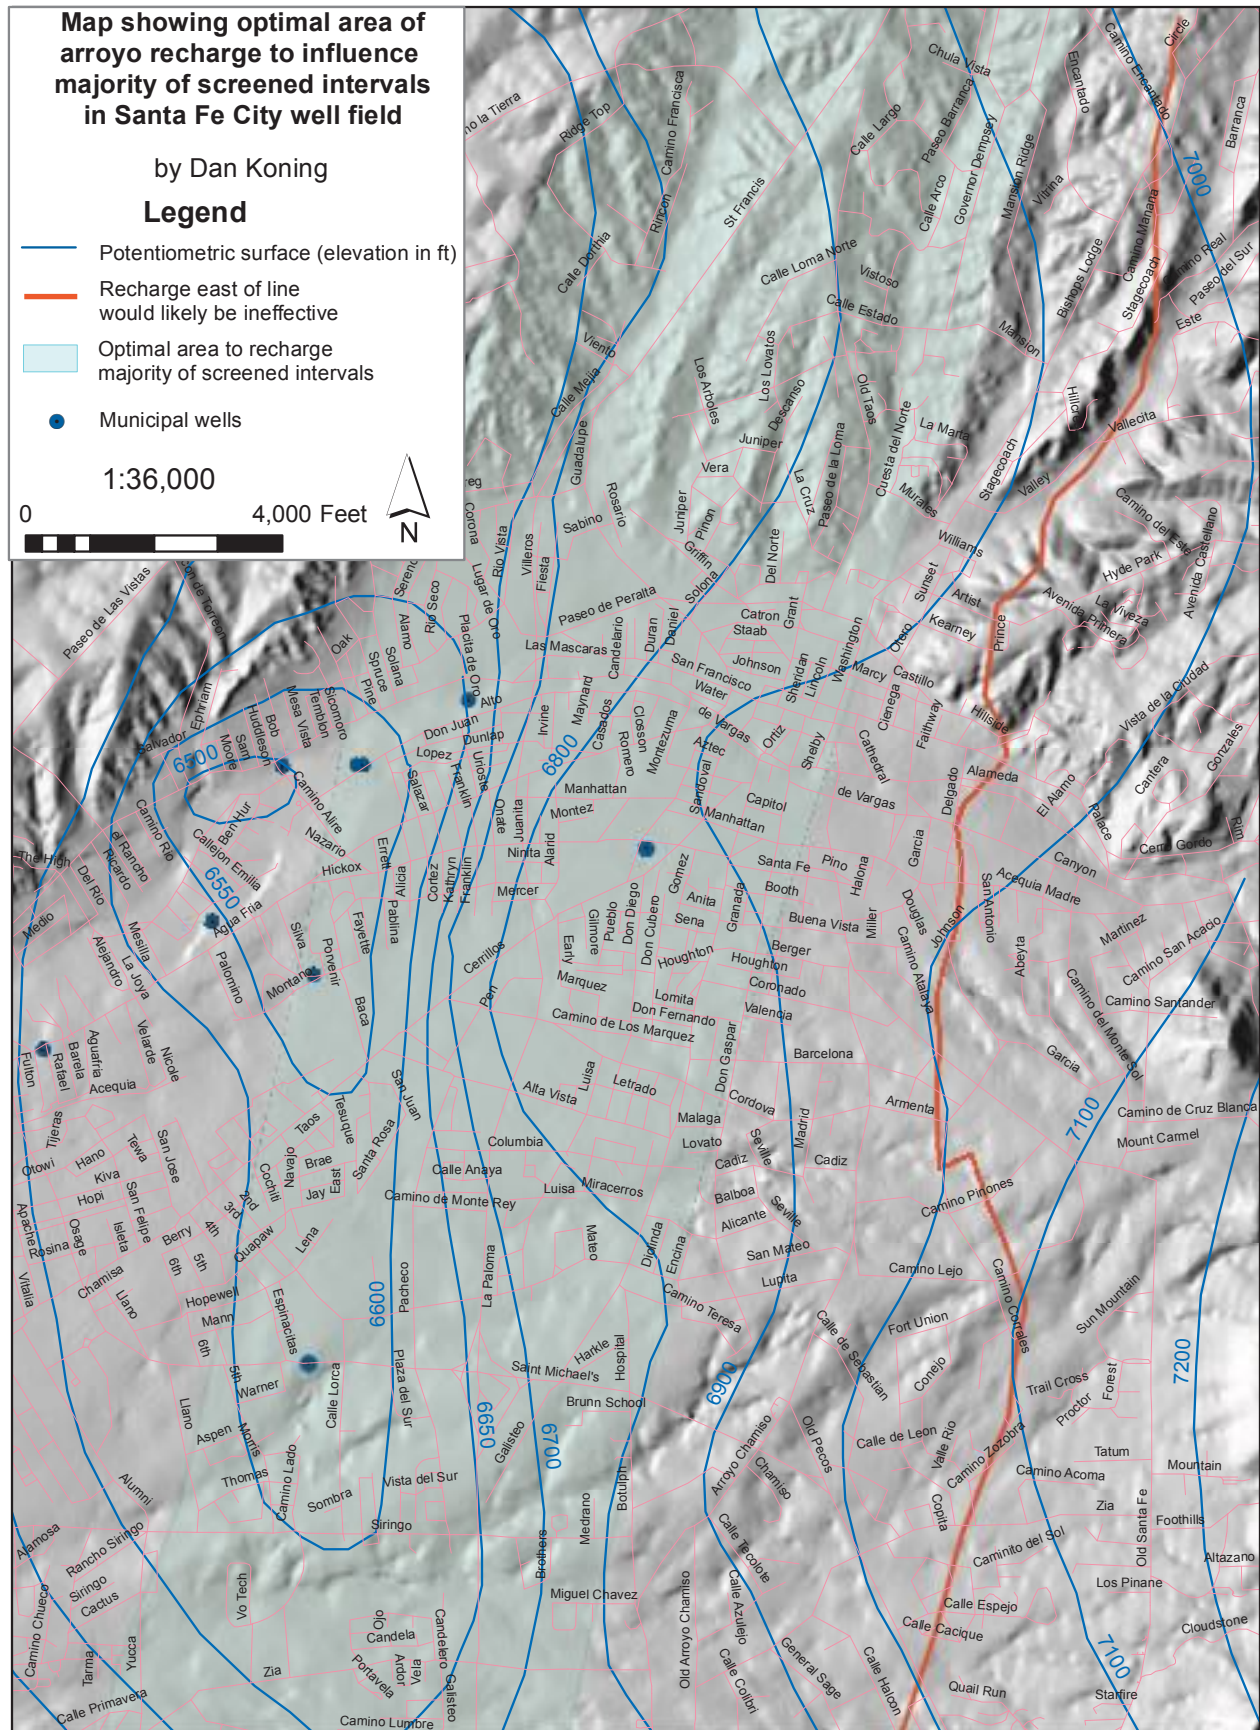 Map showing optimal area of
arroyo recharge to influence
majority of screened intervals
in Santa Fe City well field
by Dan Koning
Legend
Potentiometric surface (elevation in ft)
Recharge east of line
would likely be ineffective
Optimal area to recharge
majority of screened intervals
Municipal wells
1:36,000
0
4,000 Feet
N
no la Tierra
Ridge Top
Camino Francisca
Rincon
Calle Dorthia
St Francis
Chula Vista
Calle Largo
Paseo Barranca
Governor Dempsey
Calle Arco
Mansion Ridge
Vitrina
Encantado
Camino Encantado
Circle
Barranca
7000
Camino Manana
Stagecoach
Bishops Lodge
mino Real
Paseo del Sur
Este
Calle Loma Norte
Vistoso
Calle Estado
Mansion
Viento
Calle Mejia
Los Arboles
Los Lovatos
Descanso
Old Taos
Hillcre
Vallecita
Guadalupe
Juniper
Vera
La Cruz
Paseo de la Loma
Cuesta del Norte
La Marta
Murales
Stagecoach
Valley
Camino del Este
Hyde Park
Avenida Castellano
reg
Corona
Rio Vista
Villeros
Fiesta
Sabino
Rosario
Juniper
Pinon
Griffin
Solona
Del Norte
Williams
Sunset
Artist
Kearney
Prince
Avenida Primera
La Viveza
Paseo de Las Vistas
con de Torreon
Seren
Alamo
Rio Seco
Lugar de Oro
Placita de Oro
Paseo de Peralta
Catron
Staab
Grant
Las Mascaras
Candelario
Duran
Daniel
Johnson
San Francisco
Water
de Vargas
Sheridan
Lincoln
Washington
Marcy
Otero
Castillo
Cienega
Faithway
Hillside
Vista de la Ciudad
Oak
Spruce
Solana
Pine
Ephriam
Salvador
Sicomoro
Temblon
Mesa Vista
Bob
Huddleson
Sam
Moore
6500
Alto
Don Juan
Dunlap
Lopez
Irvine
Maynard
Casados
Closson
Romero
Montezuma
6800
Aztec
Ortiz
Shelby
Cathedral
Alameda
Gonzales
Cantera
El Alamo
Palace
Rim
Cerro Gordo
Canyon
Acequia Madre
Camino Rio
Ben Hur
Camino Alire
Callejon Emilia
Nazario
Hickox
Salazar
Franklin
Urioste
Onate
Juanita
Ninita
Alarid
Manhattan
Montez
Sandoval
Capitol
Manhattan
de Vargas
Delgado
Garcia
The High
Del Rio
Ricardo
el Rancho
Medio
Agua Fria
6550
Errett
Alicia
Pablina
Cortez
Kathryn
Franklin
Mercer
Gomez
Santa Fe
Pino
Halona
Booth
Anita
Granada
Sena
Buena Vista
Miller
Douglas
Johnson
San Antonio
Abeyta
Martinez
Camino San Acacio
Alejandro
La Joya
Mesilla
Palomino
Silva
Porvenir
Montano
Fayette
Baca
Cerrillos
Pen
Early
Gilmore
Pueblo
Don Diego
Don Cubero
Houghton
Berger
Houghton
Coronado
Camino Atalaya
Camino del Monte Sol
Camino Santander
Marquez
Lomita
Don Fernando
Valencia
Camino de Los Marquez
Garcia
Fulton
Rafael
Barela
Aguafria
Acequia
Velarde
Nicole
Don Gaspar
Barcelona
Luisa
Letrado
Alta Vista
San Juan
Taos
Tesuque
Cordova
Madrid
Armenta
7100
Camino de Cruz Blanca
Mount Carmel
Tijeras
Otowi
Hano
Kiva
Hopi
Tewa
San Jose
San Felipe
Santa Rosa
Brae
Jay
East
Cochiti
Navajo
Columbia
Calle Anaya
Camino de Monte Rey
Luisa
Miracerros
Malaga
Lovato
Cadiz
Seville
Cadiz
Balboa
Alicante
Seville
Camino Pinones
Apache
Rosina
Osage
Isleta
Berry
4th
3rd
2nd
Quapaw
Lena
5th
6th
Chamisa
Llano
Vitalia
Hopewell
Mann
Espinacitas
6th
5th
6600
Pacheco
La Paloma
Mateo
Diolinda
Encina
San Mateo
Lupita
Camino Lejo
Camino Corrales
Sun Mountain
Camino Teresa
Fort Union
Calle de Sebastian
Conejo
7200
Warner
Calle Lorca
Plaza del Sur
Saint Michael's
Harkle
Hospital
Brunn School
6900
Trail Cross
Proctor
Forest
Llano
Aspen
Morris
Thomas
Camino Lado
Sombra
Vista del Sur
Siringo
6650
Galisteo
6700
Botulph
Medrano
Brothers
Arroyo Chamiso
Chamiso
Old Pecos
Calle de Leon
Valle Rio
Camino Zozobra
Camino Acoma
Tatum
Mountain
Zia
Old Santa Fe
Foothills
Copita
Caminito del Sol
Altazano
Alumni
Alamosa
Rancho Siringo
Siringo
Cactus
Camino Chueco
Tarma
Yucca
Calle Primavera
Vo Tech
Zia
Ojo
Candela
Portavela
Ardor
Vela
Candelero
Galisteo
Camino Lumbre
Miguel Chavez
Old Arroyo Chamiso
Calle Tecolote
Calle Azulejo
Calle Colibri
General Sage
Calle Halcon
Los Pinane
Calle Espejo
Calle Cacique
Cloudstone
Quail Run
7100
Starfire